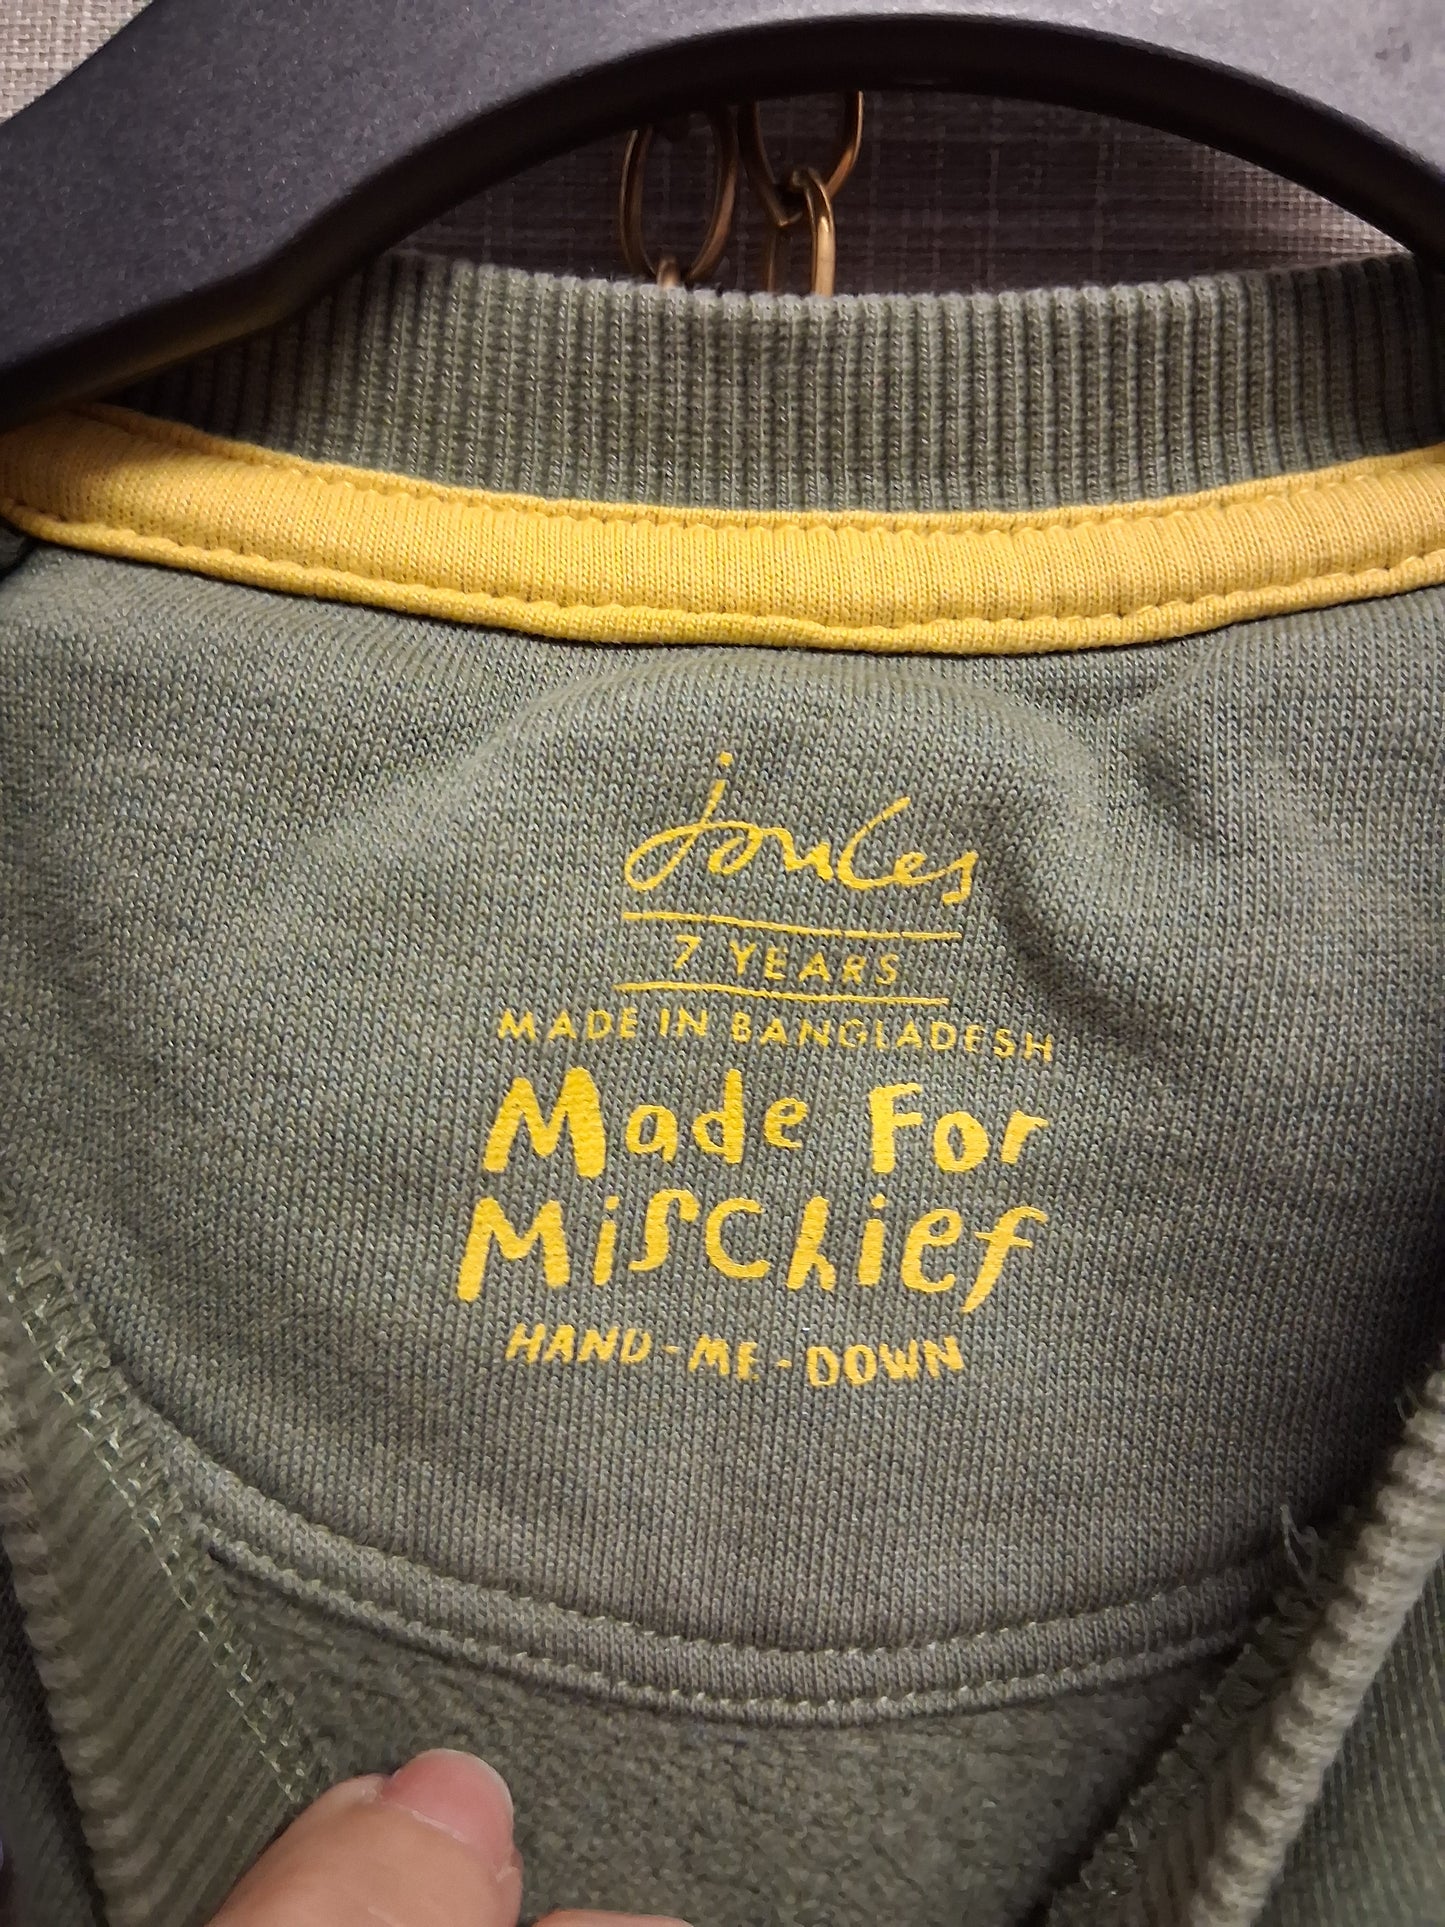 joules
7 YEARS
MADE IN BANGLADESH
Made For
Mischief
HAND-ME-DOWN